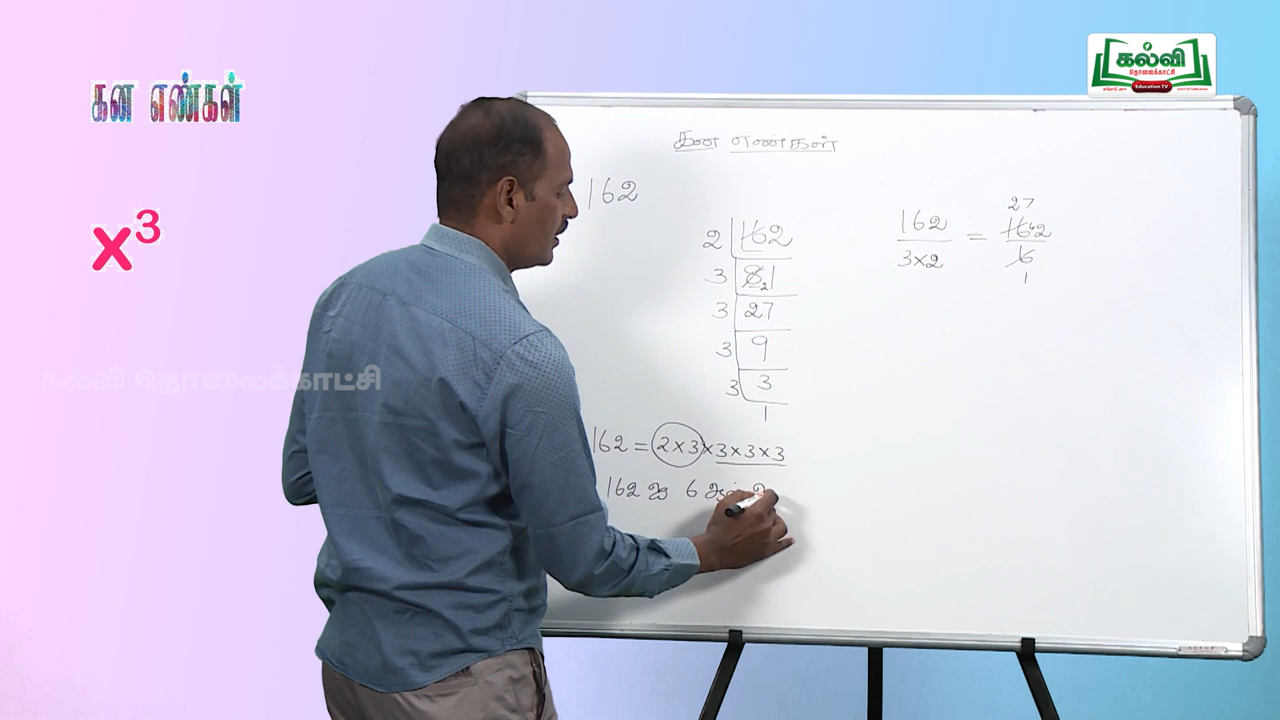 கன எண்கள்
x³
கல்வி
தொலைக்காட்சி
Education TV
கல்வி தொலைக்காட்சி
கன எண்கள்
162
2 | 162
3 | 81
3 | 27
3 | 9
3 | 3
1
162 = 2×3×3×3×3
162 ஐ 6 ஆல்
27
162/3×2 = 162/6
1